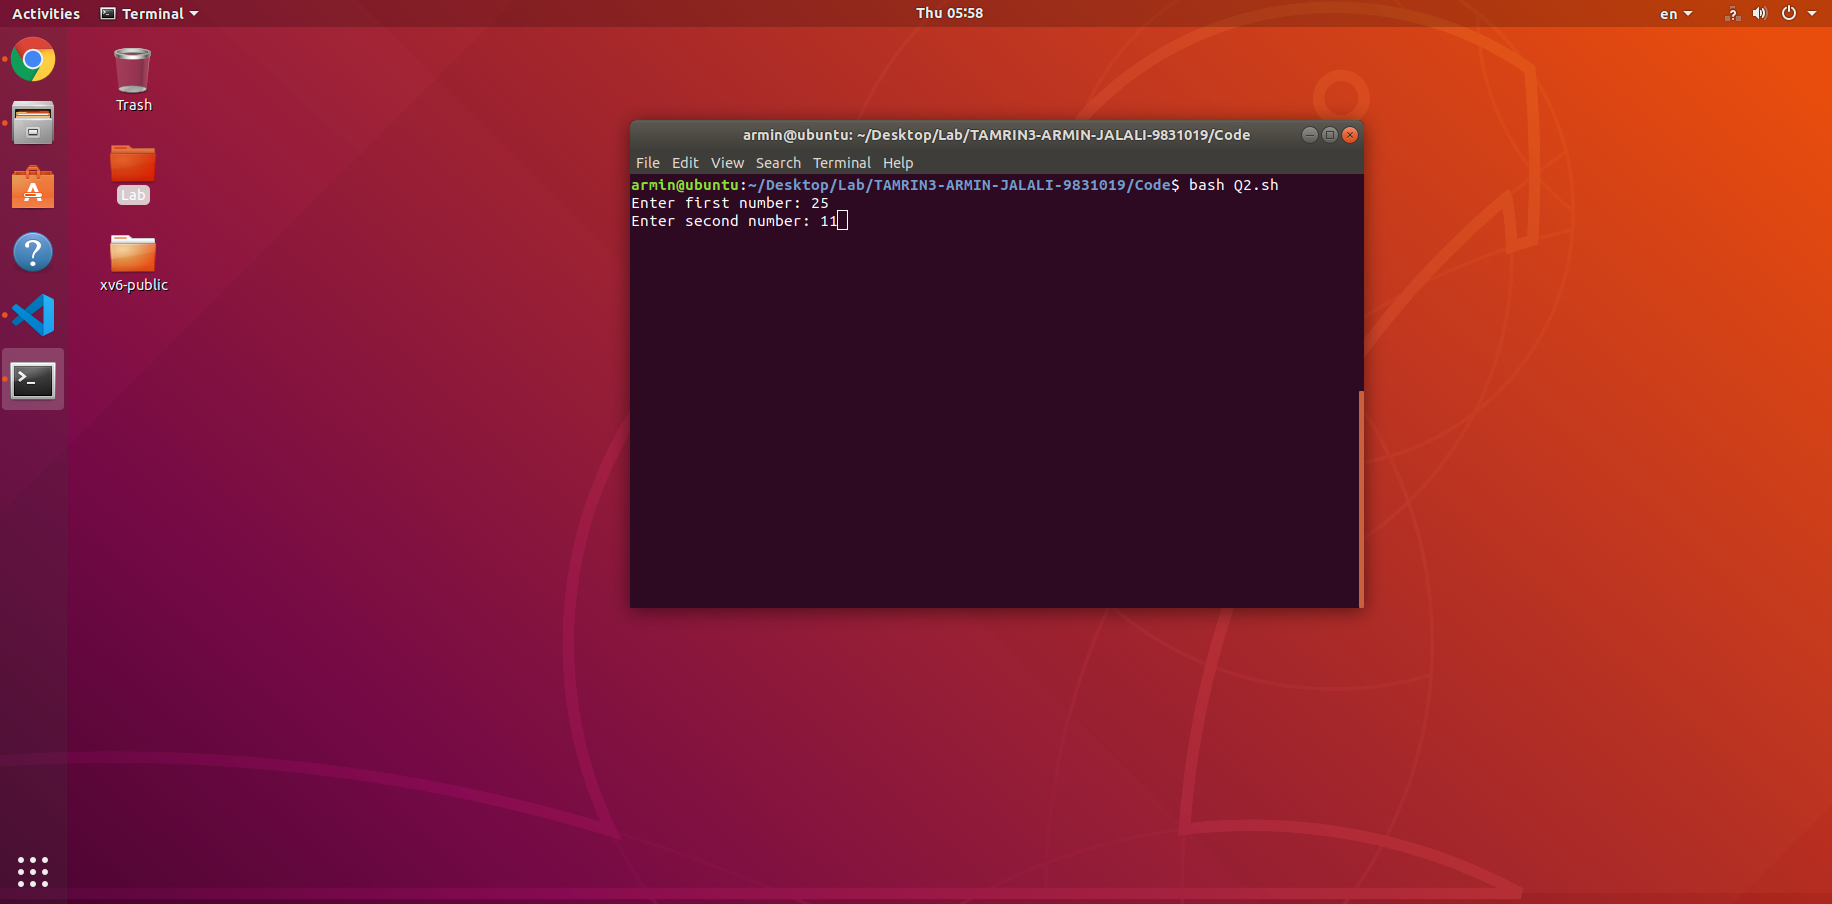 Activities Terminal Thu 05:58 en
Trash
Lab
xv6-public
armin@ubuntu: ~/Desktop/Lab/TAMRIN3-ARMIN-JALALI-9831019/Code
File Edit View Search Terminal Help
armin@ubuntu:~/Desktop/Lab/TAMRIN3-ARMIN-JALALI-9831019/Code$ bash Q2.sh
Enter first number: 25
Enter second number: 11